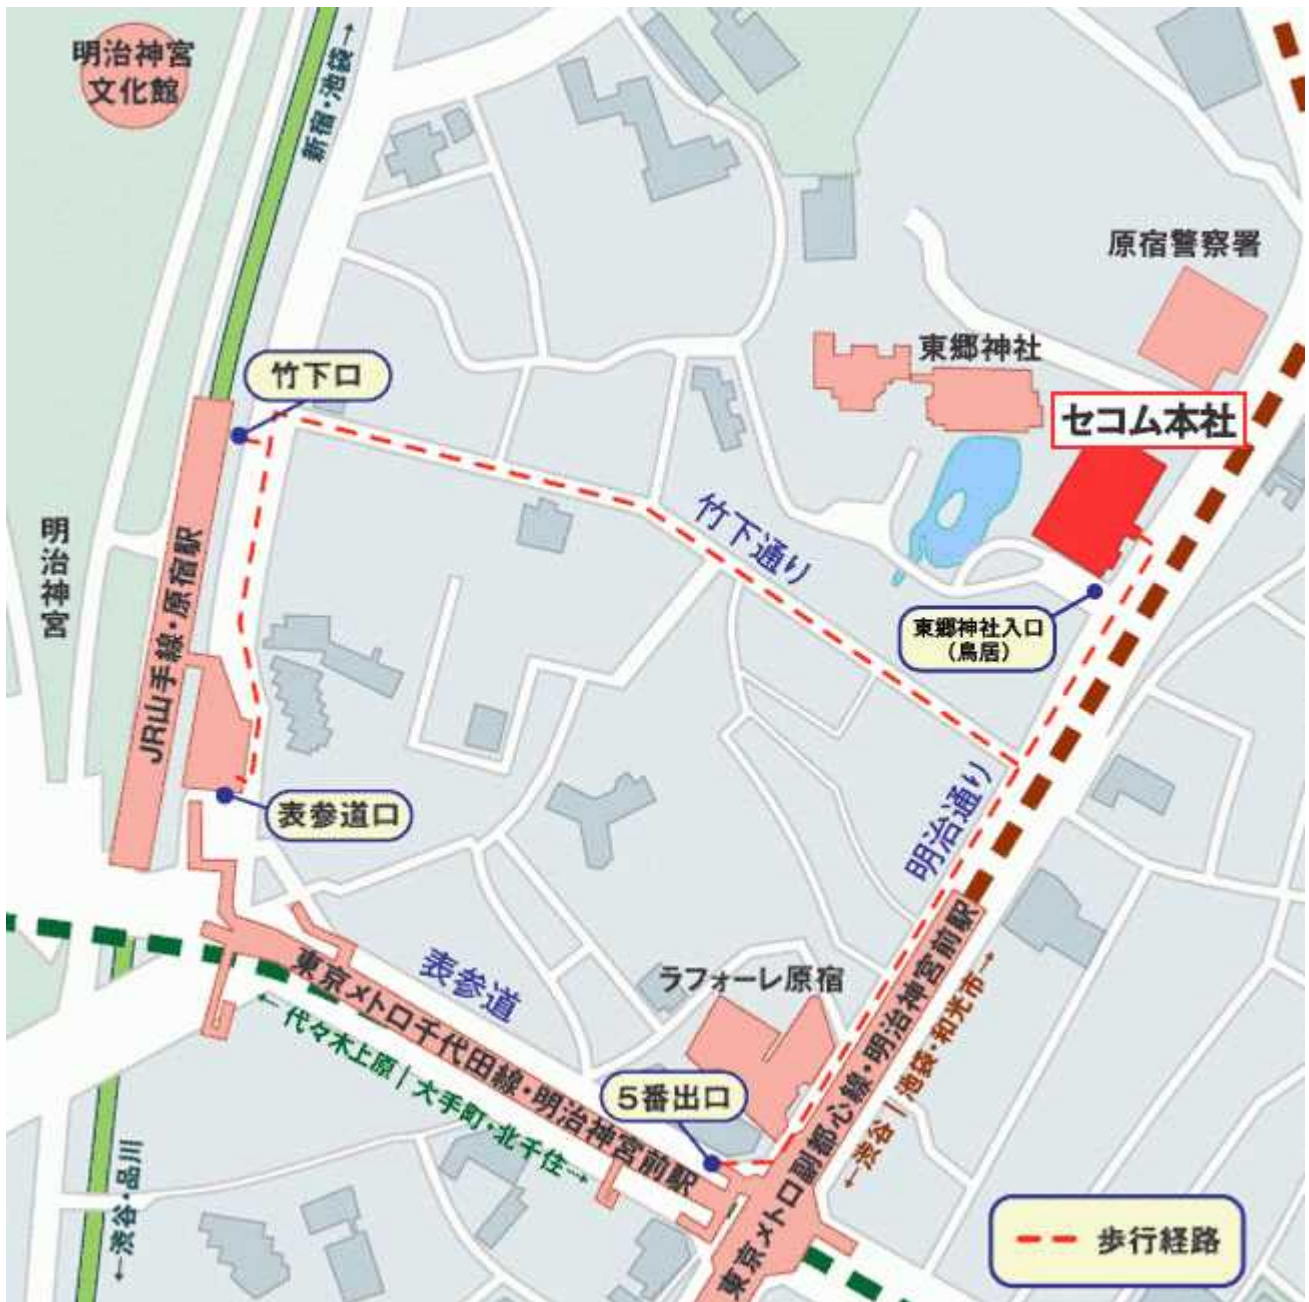 明治神宮
文化館
新宿・池袋→
原宿警察署
竹下口
東郷神社
セコム本社
竹下通り
明治神宮
JR山手線・原宿駅
東郷神社入口
(鳥居)
表参道口
明治通り
表参道
ラフォーレ原宿
東京メトロ千代田線・明治神宮前駅
←代々木上原|大手町・北千住→
5番出口
東京メトロ副都心線・明治神宮前駅
←渋谷|池袋・和光市→
←渋谷・品川
歩行経路